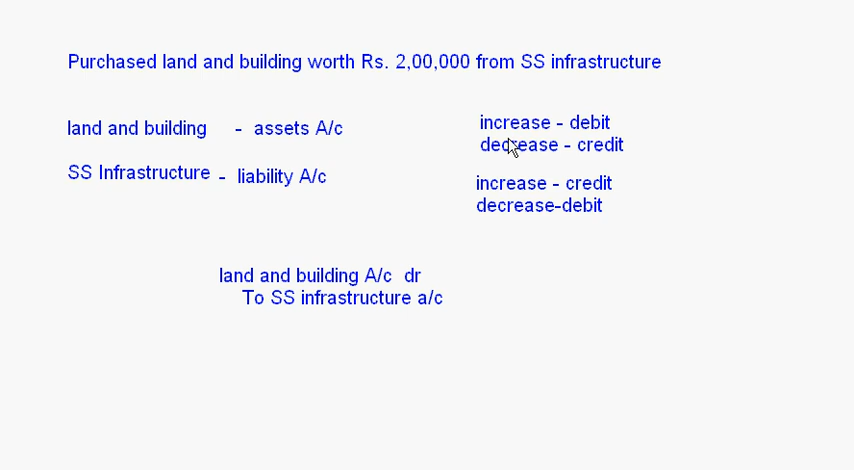 Purchased land and building worth Rs. 2,00,000 from SS infrastructure
land and building - assets A/c
increase - debit
decrease - credit
SS Infrastructure - liability A/c
increase - credit
decrease-debit
land and building A/c dr
To SS infrastructure a/c